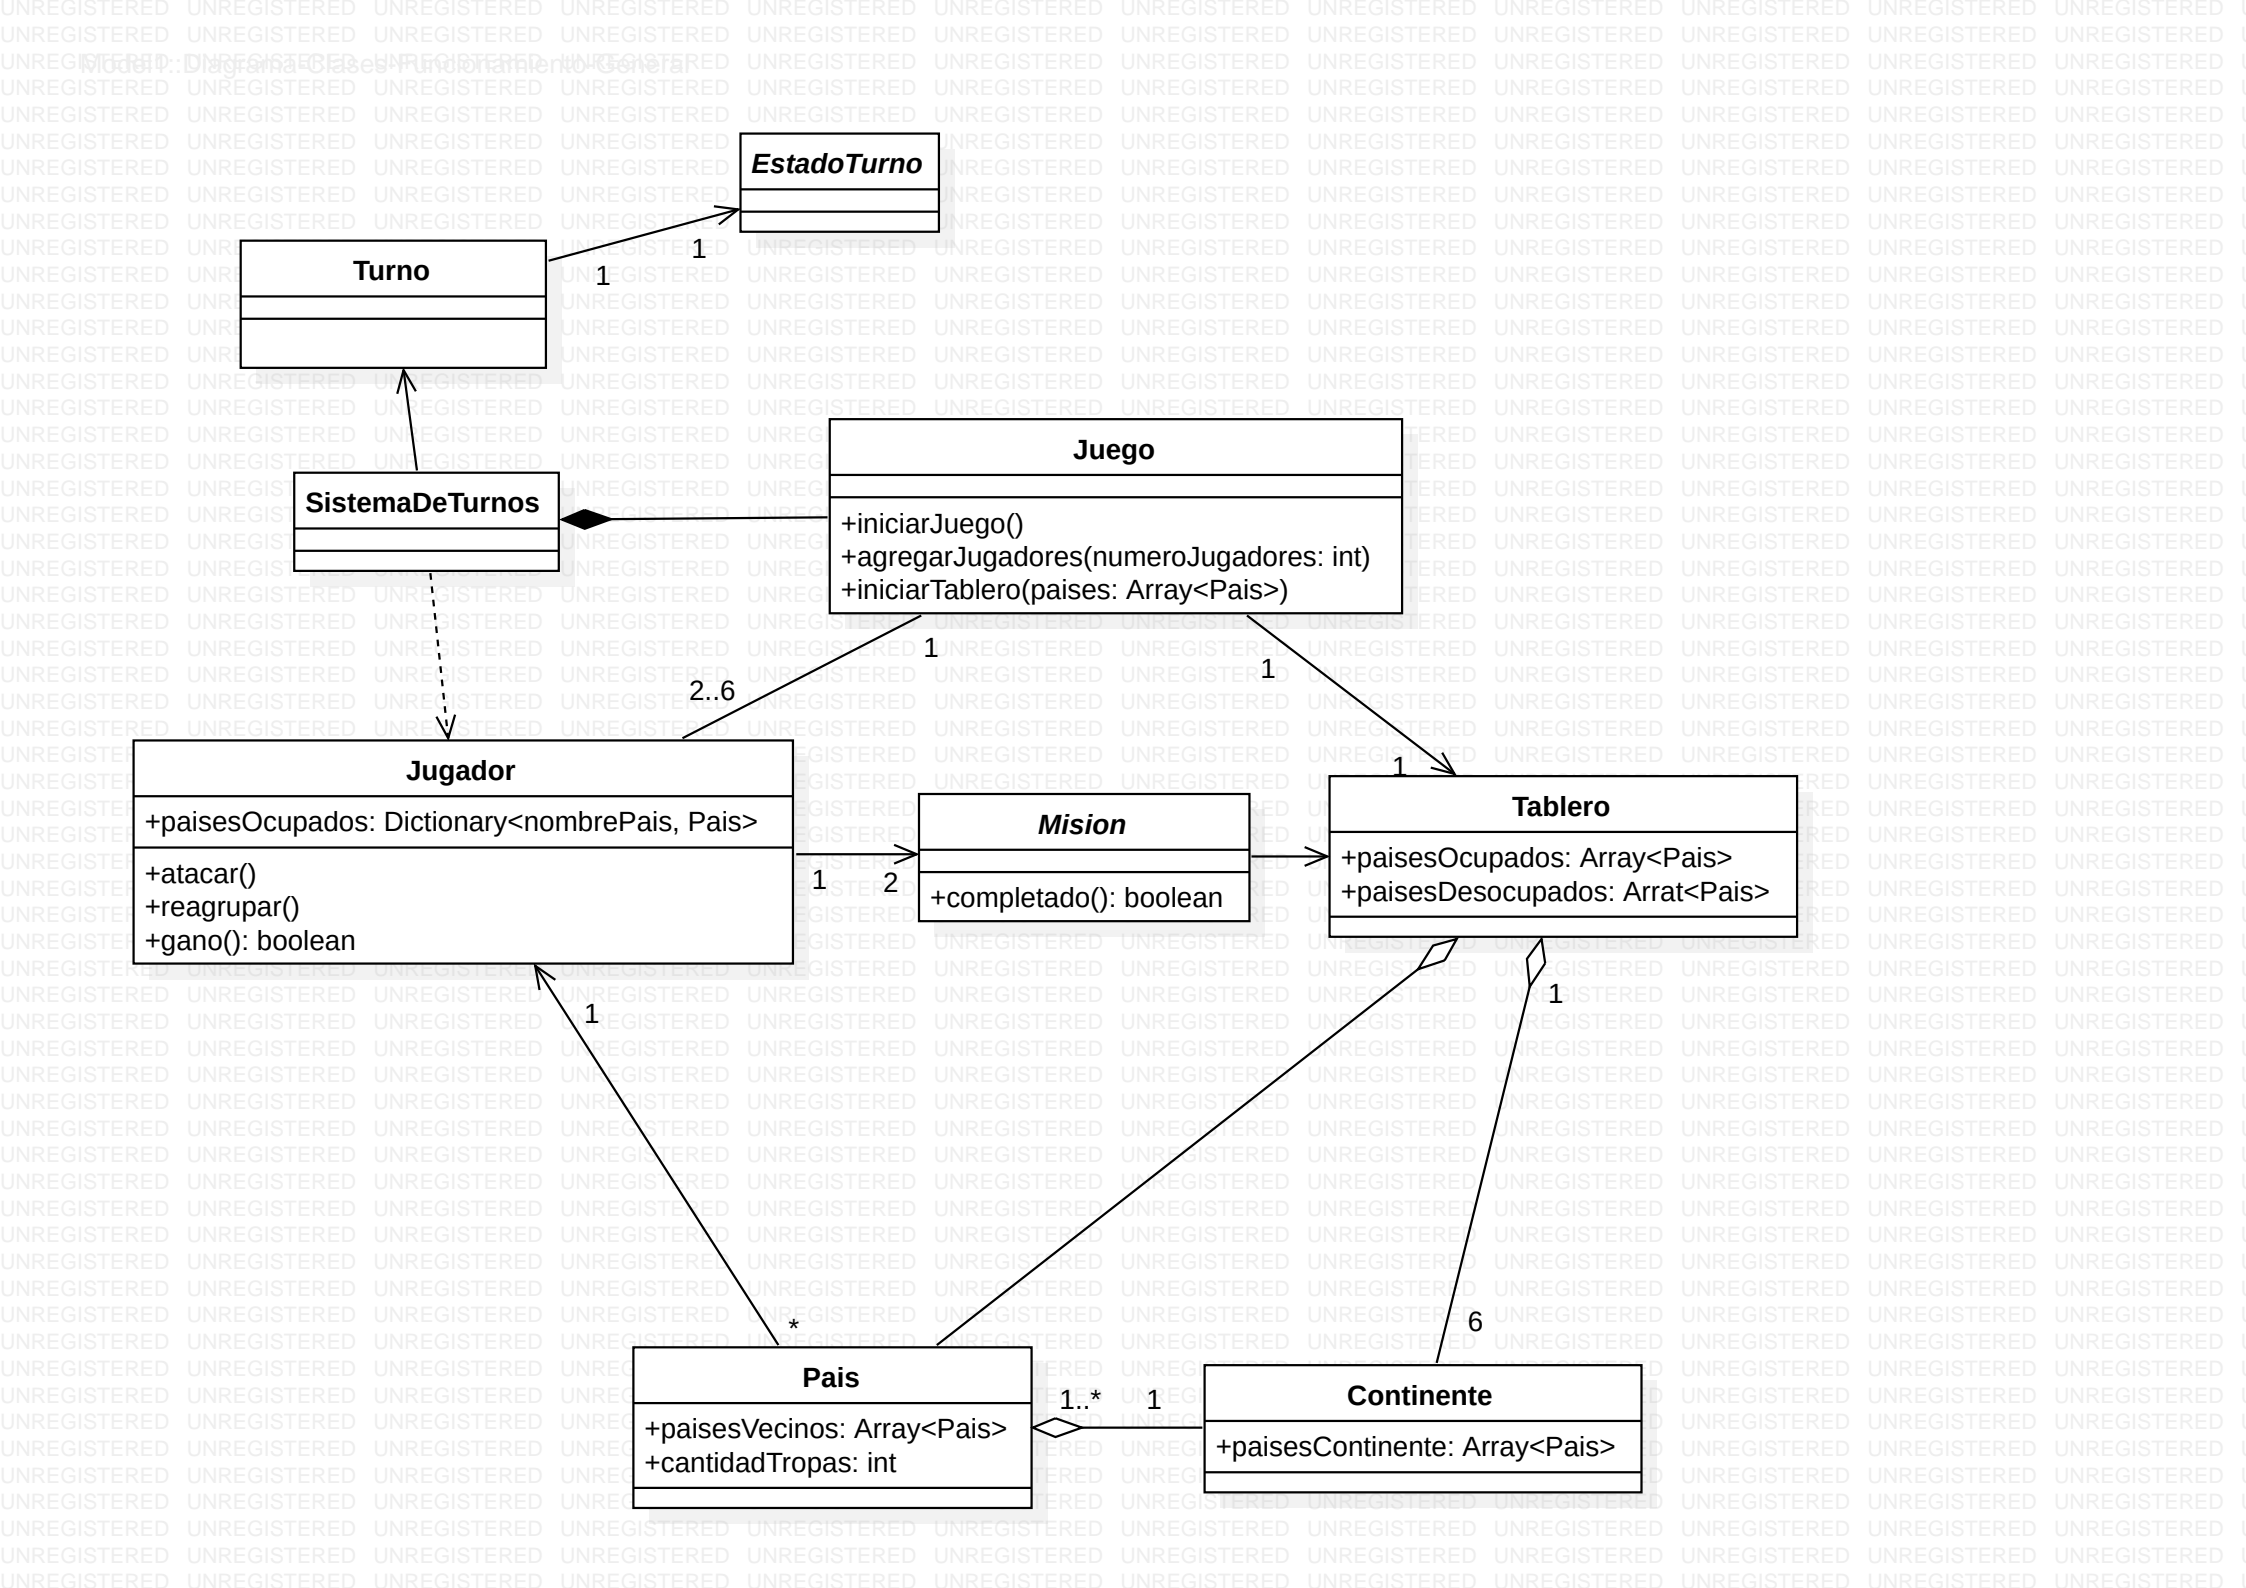 Model1::Diagrama-Clases-Funcionamiento-General
EstadoTurno
1
1
Turno
Juego
+iniciarJuego()
+agregarJugadores(numeroJugadores: int)
+iniciarTablero(paises: Array<Pais>)
SistemaDeTurnos
1
2..6
1
1
Jugador
+paisesOcupados: Dictionary<nombrePais, Pais>
+atacar()
+reagrupar()
+gano(): boolean
1
2
Mision
+completado(): boolean
Tablero
+paisesOcupados: Array<Pais>
+paisesDesocupados: Arrat<Pais>
1
1
*
6
Pais
+paisesVecinos: Array<Pais>
+cantidadTropas: int
1..*
1
Continente
+paisesContinente: Array<Pais>
UNREGISTERED